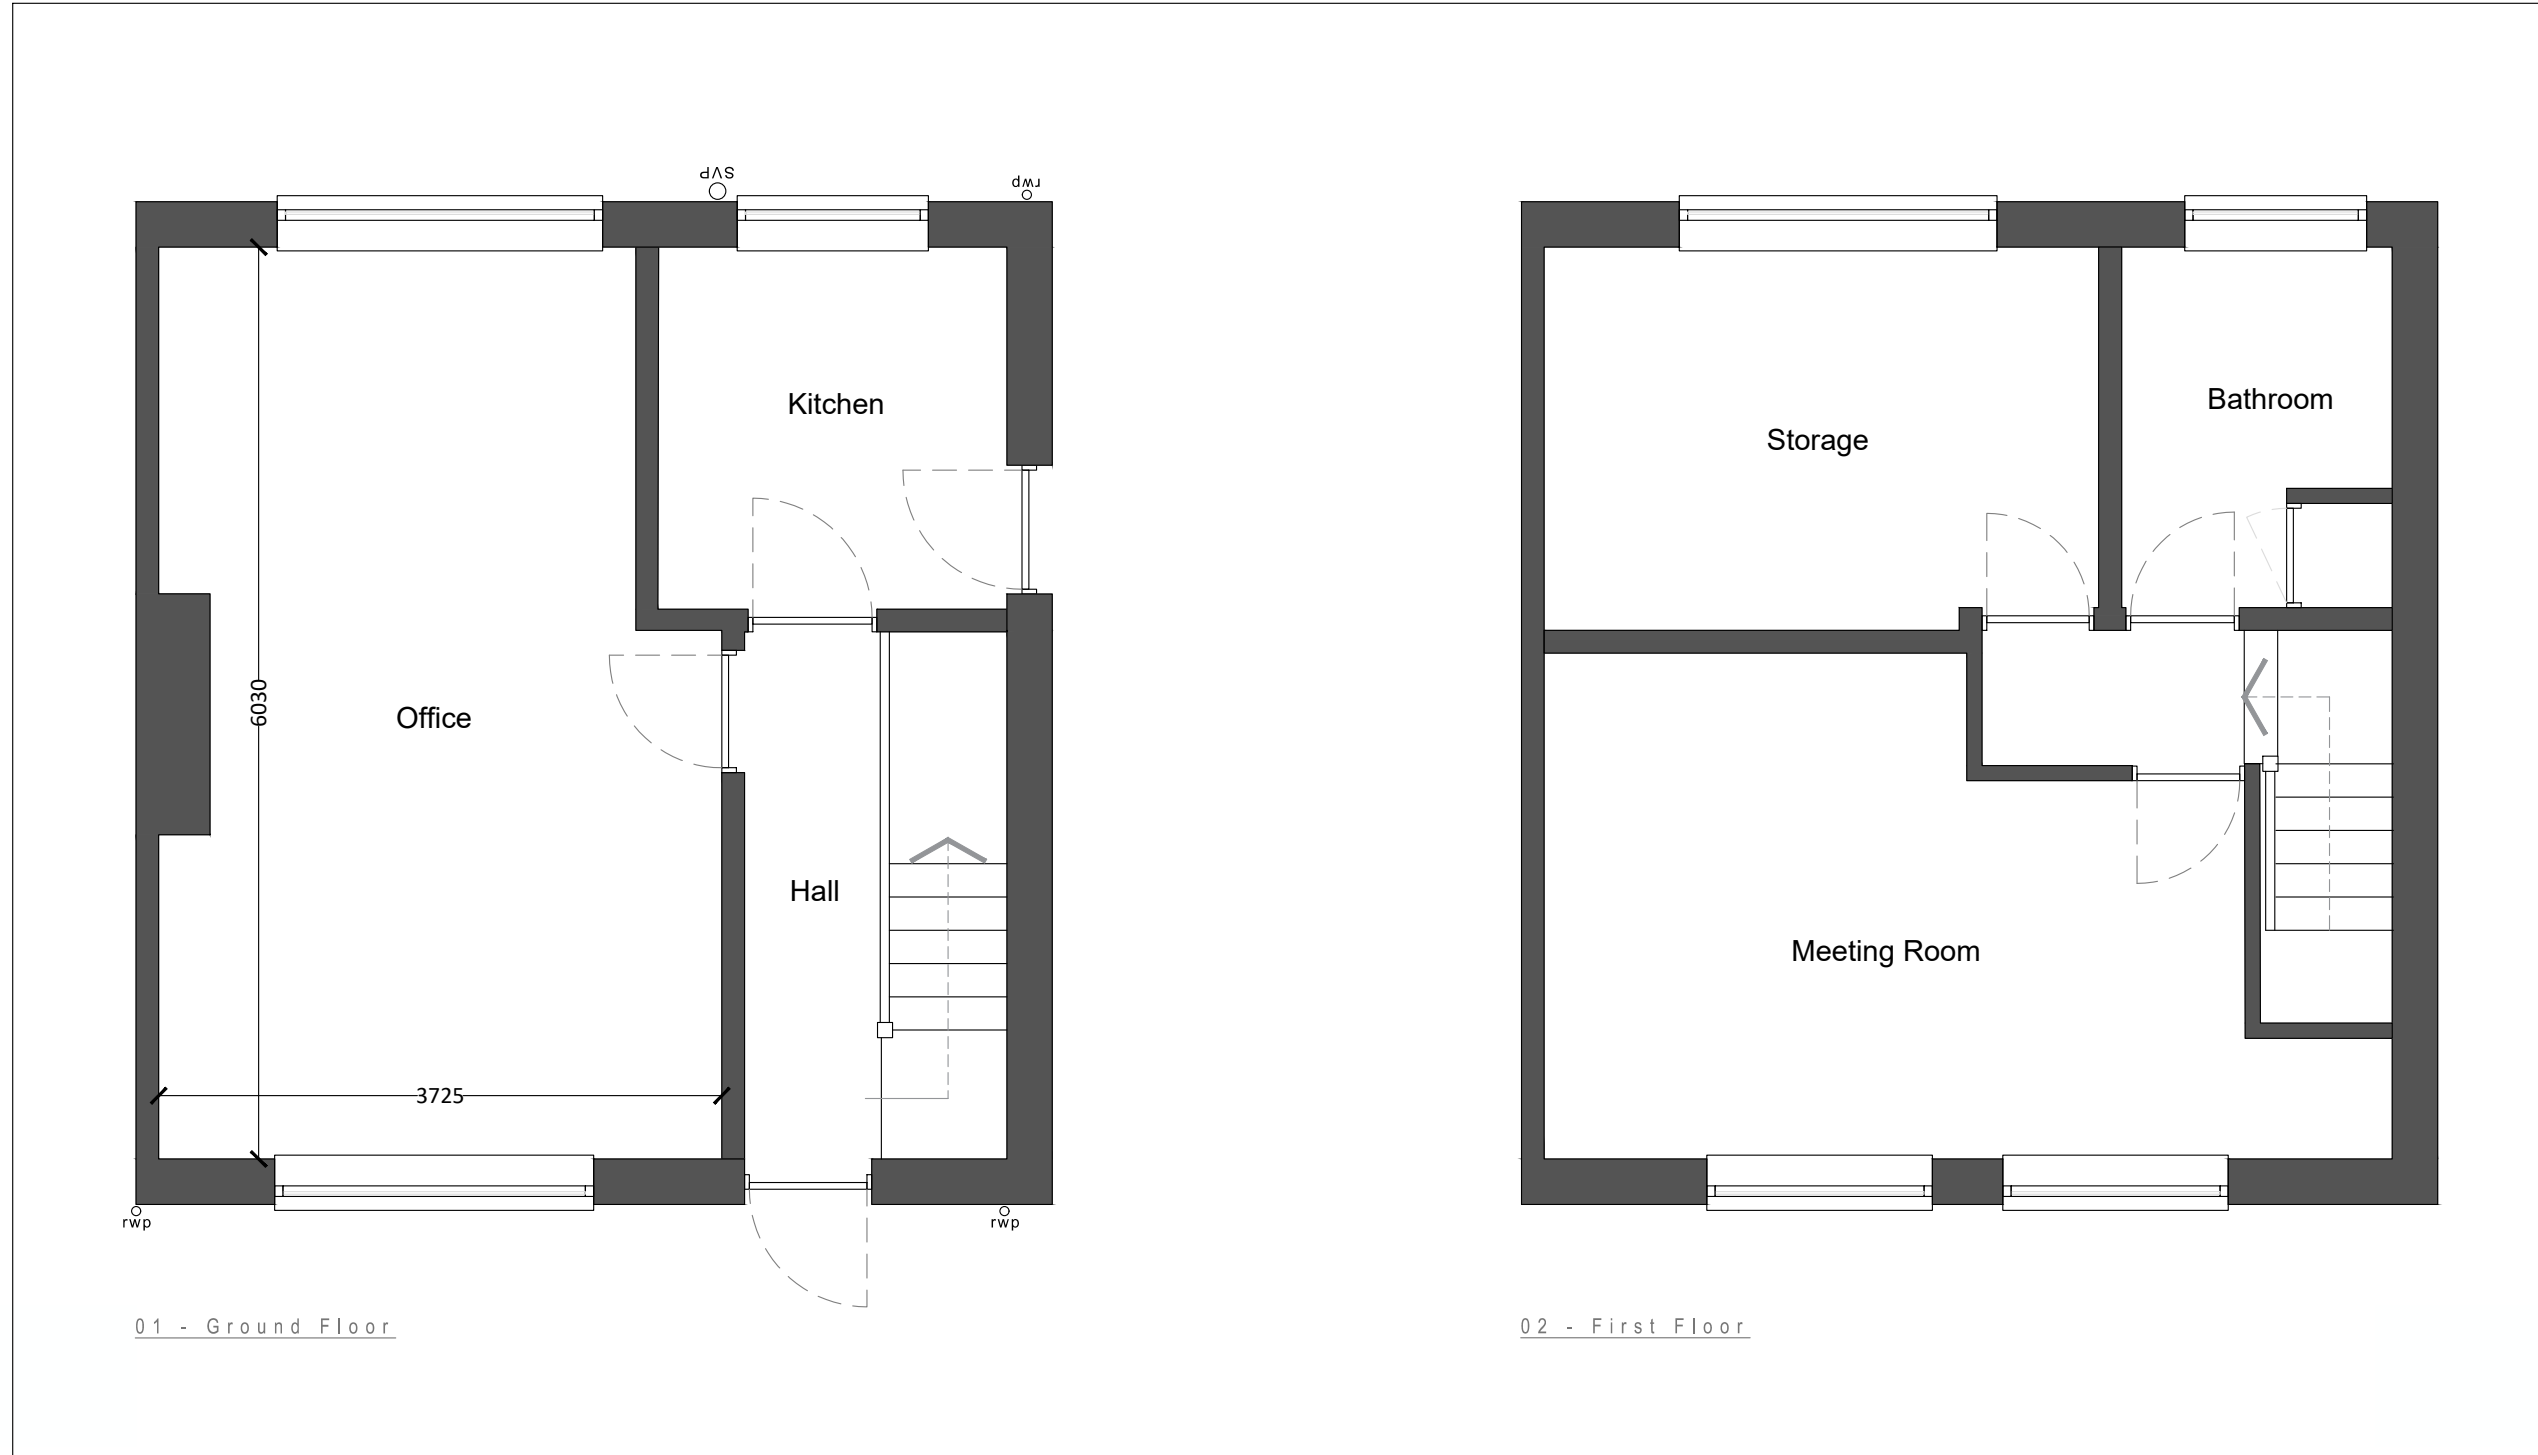 SVP
rwp
Kitchen
6030
Office
Hall
3725
rwp
rwp
01 - Ground Floor
Bathroom
Storage
Meeting Room
02 - First Floor